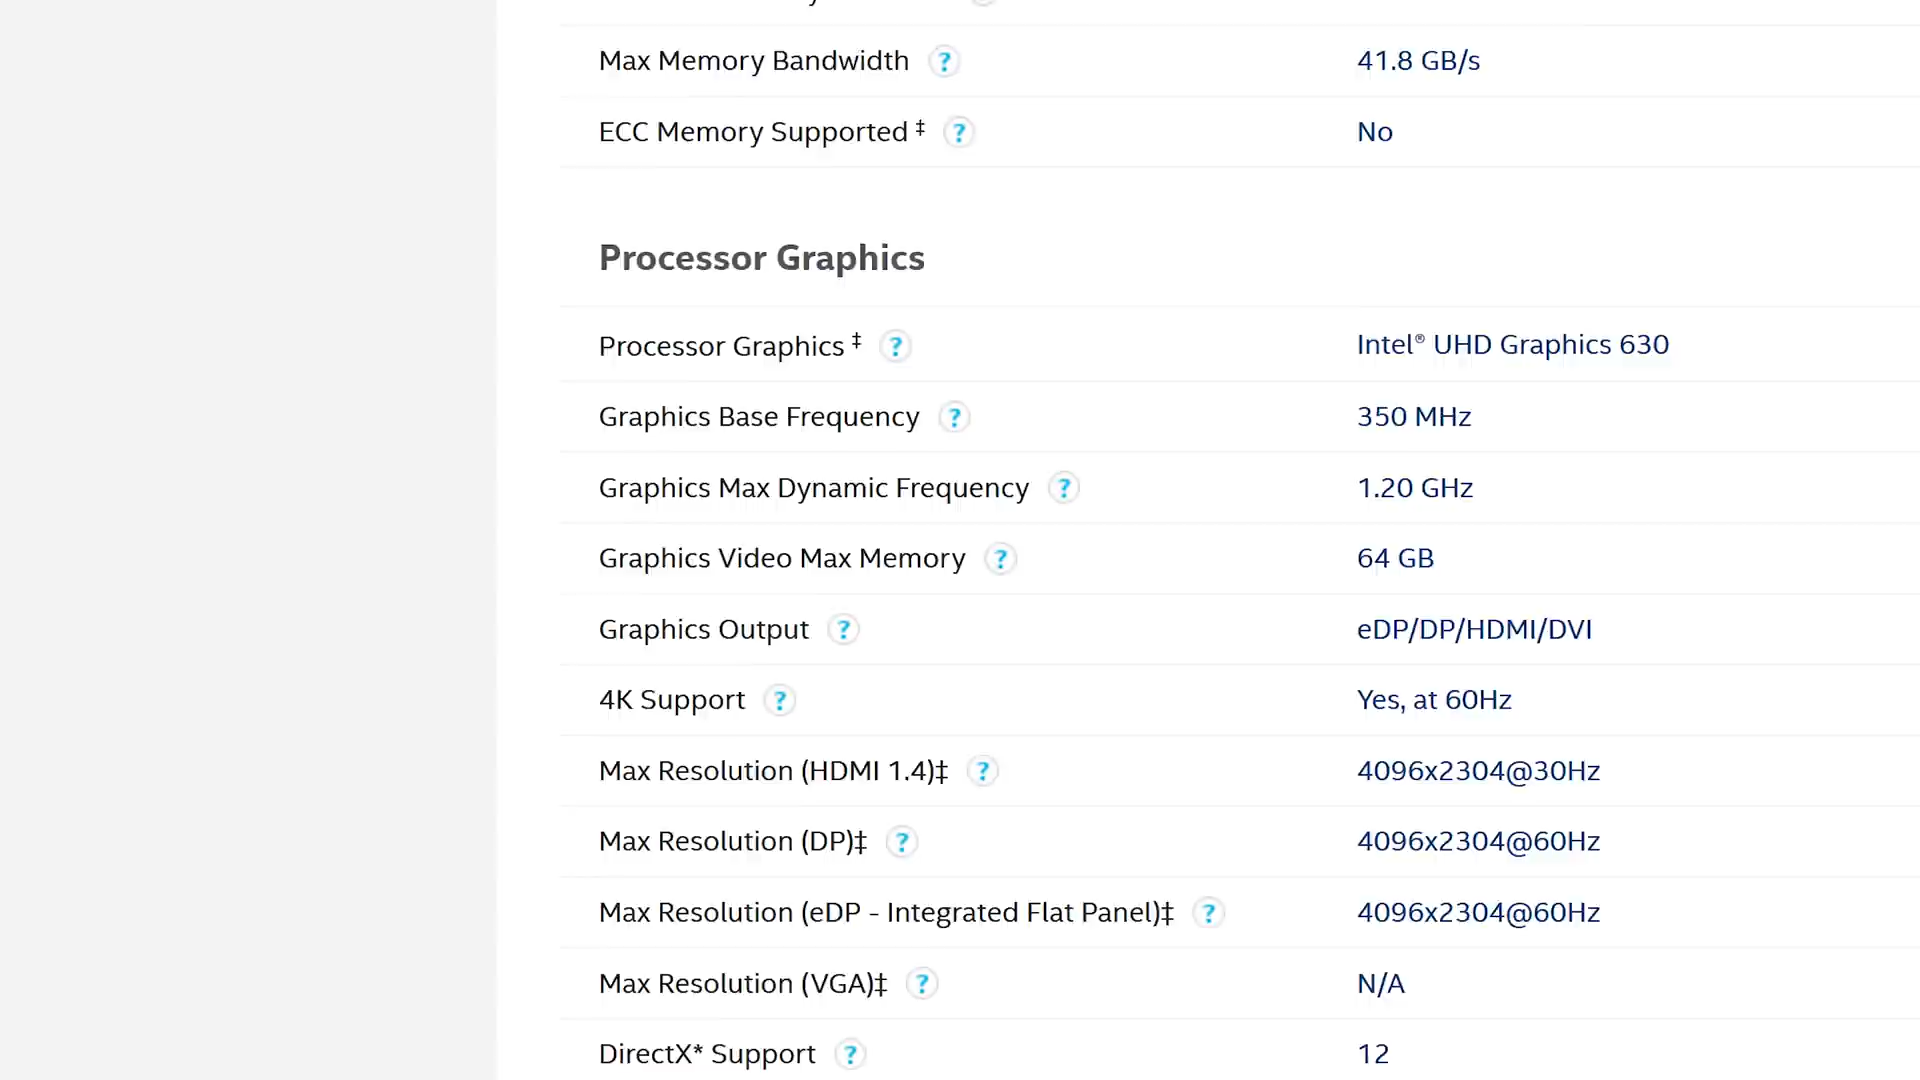 Max Memory Bandwidth ? 41.8 GB/s
ECC Memory Supported ‡ ? No
Processor Graphics
Processor Graphics ‡ ? Intel® UHD Graphics 630
Graphics Base Frequency ? 350 MHz
Graphics Max Dynamic Frequency ? 1.20 GHz
Graphics Video Max Memory ? 64 GB
Graphics Output ? eDP/DP/HDMI/DVI
4K Support ? Yes, at 60Hz
Max Resolution (HDMI 1.4)‡ ? 4096x2304@30Hz
Max Resolution (DP)‡ ? 4096x2304@60Hz
Max Resolution (eDP - Integrated Flat Panel)‡ ? 4096x2304@60Hz
Max Resolution (VGA)‡ ? N/A
DirectX* Support ? 12